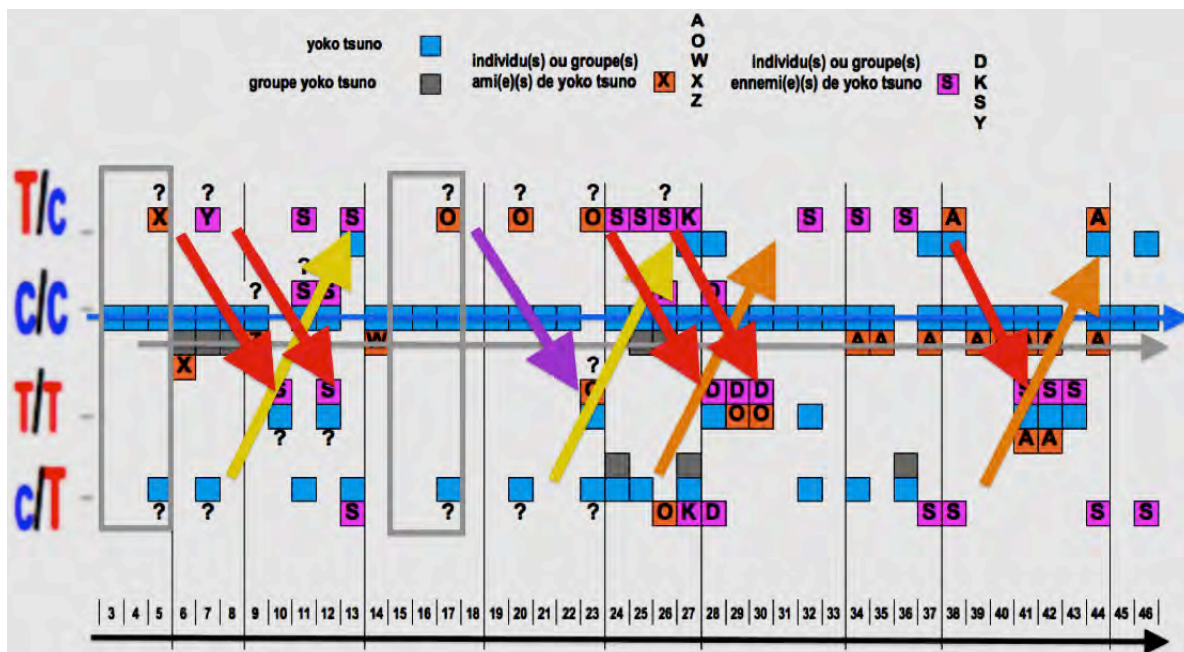 yoko tsuno
groupe yoko tsuno
individu(s) ou groupe(s)
ami(e)(s) de yoko tsuno X
A
O
W
X
Z
individu(s) ou groupe(s)
ennemi(e)(s) de yoko tsuno S
D
K
S
Y
? ? ? ? ? ?
T/c X Y S S O O O S S S K S S S A A
?
? S S
C/C
W A A A A A A A
X ?
T/T S S D D D S S S
O O
? ? A A
c/T
? ? ? ? ? S O K D S S S S
3 4 5 6 7 8 9 10 11 12 13 14 15 16 17 18 19 20 21 22 23 24 25 26 27 28 29 30 31 32 33 34 35 36 37 38 39 40 41 42 43 44 45 46